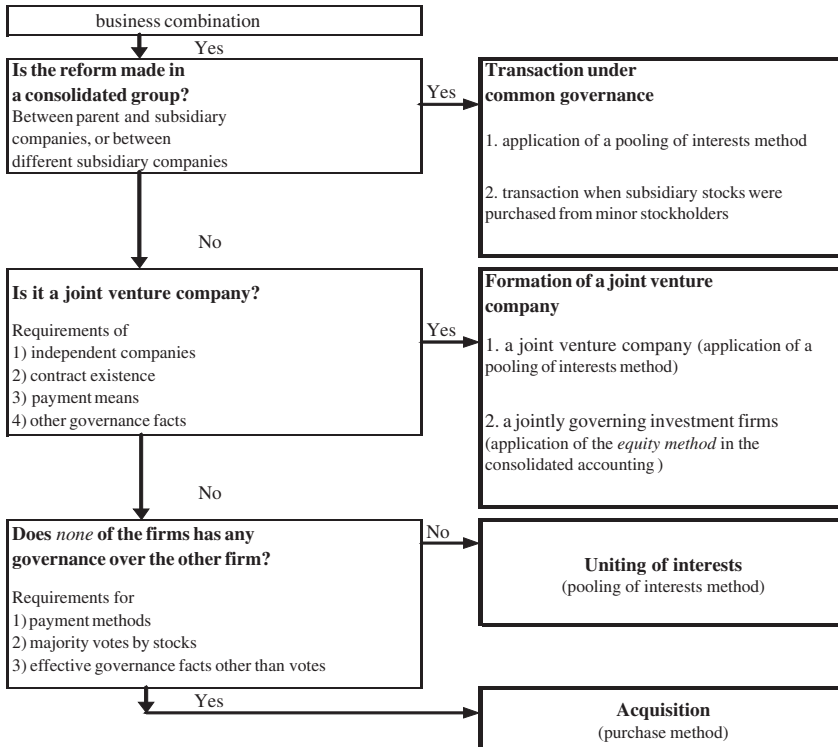 business combination
Yes
Is the reform made in
a consolidated group?
Between parent and subsidiary
companies, or between
different subsidiary companies
Yes
Transaction under
common governance
1. application of a pooling of interests method
2. transaction when subsidiary stocks were
purchased from minor stockholders
No
Is it a joint venture company?
Requirements of
1) independent companies
2) contract existence
3) payment means
4) other governance facts
Yes
Formation of a joint venture
company
1. a joint venture company (application of a
pooling of interests method)
2. a jointly governing investment firms
(application of the equity method in the
consolidated accounting )
No
Does none of the firms has any
governance over the other firm?
Requirements for
1) payment methods
2) majority votes by stocks
3) effective governance facts other than votes
No
Uniting of interests
(pooling of interests method)
Yes
Acquisition
(purchase method)